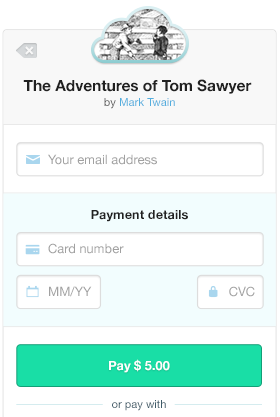 The Adventures of Tom Sawyer
by Mark Twain
Your email address
Payment details
Card number
MM/YY
CVC
Pay $ 5.00
or pay with